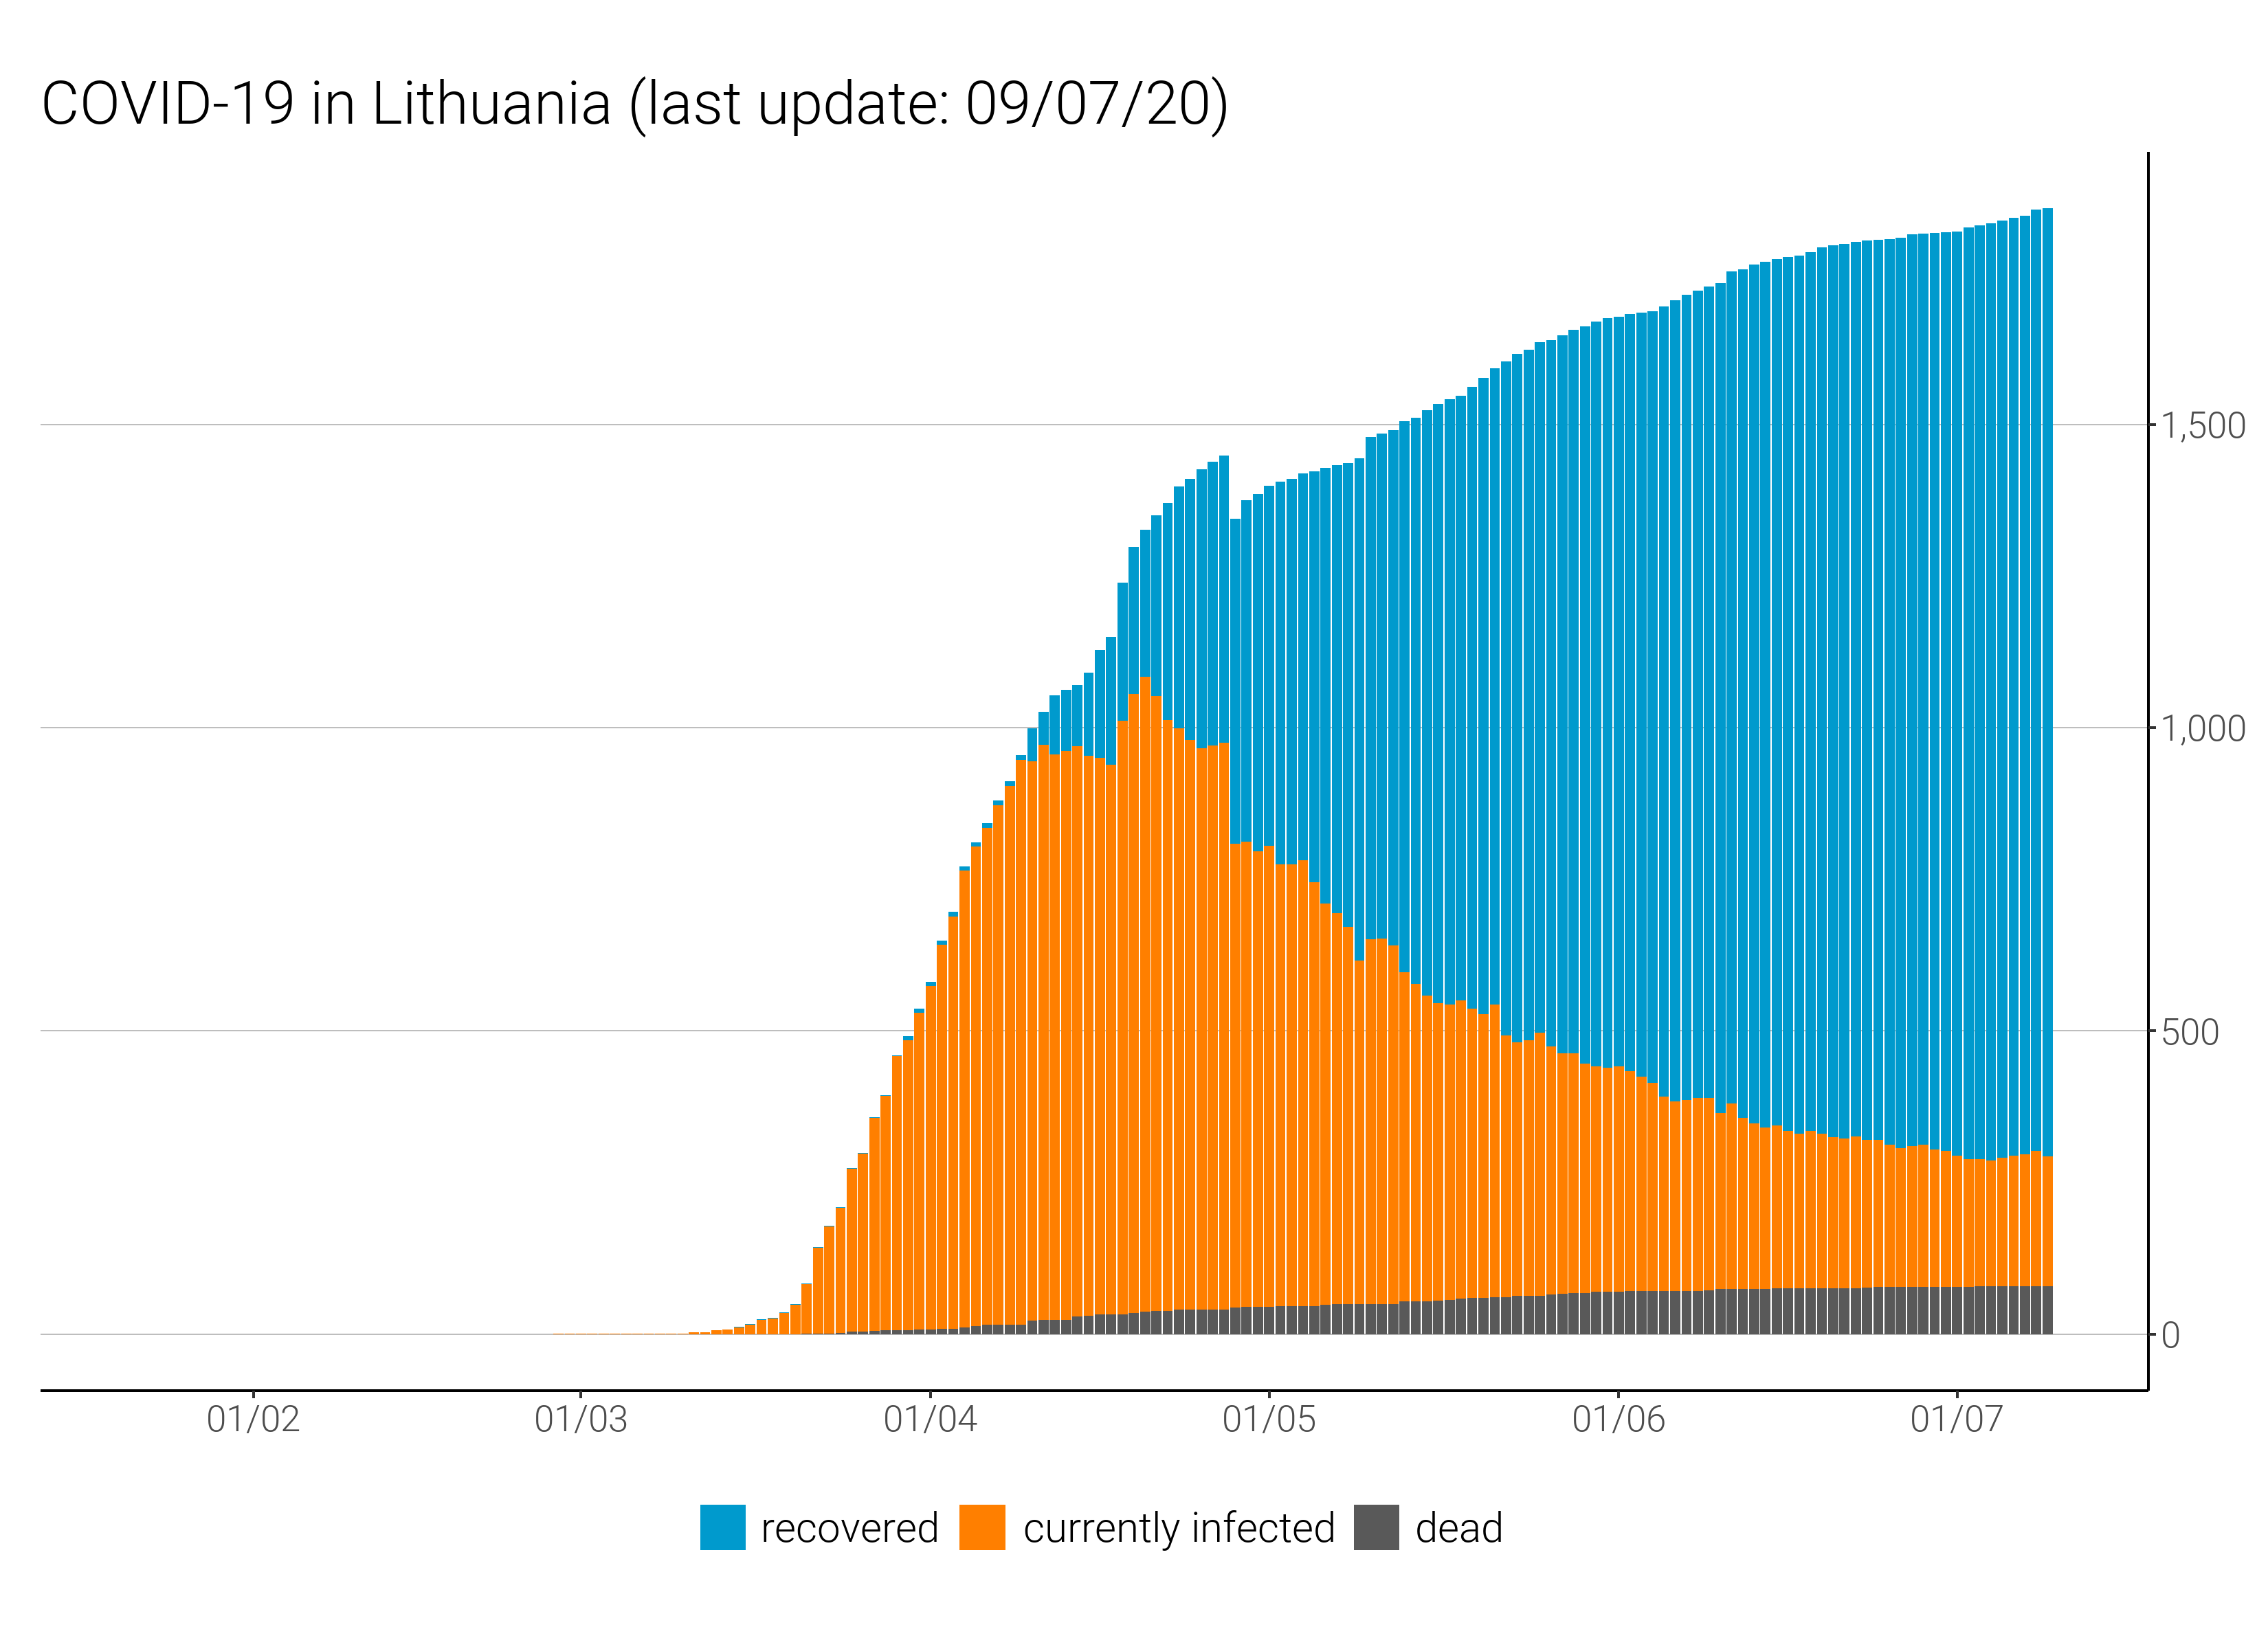 COVID-19 in Lithuania (last update: 09/07/20)
1,500
1,000
500
0
01/02 01/03 01/04 01/05 01/06 01/07
recovered currently infected dead